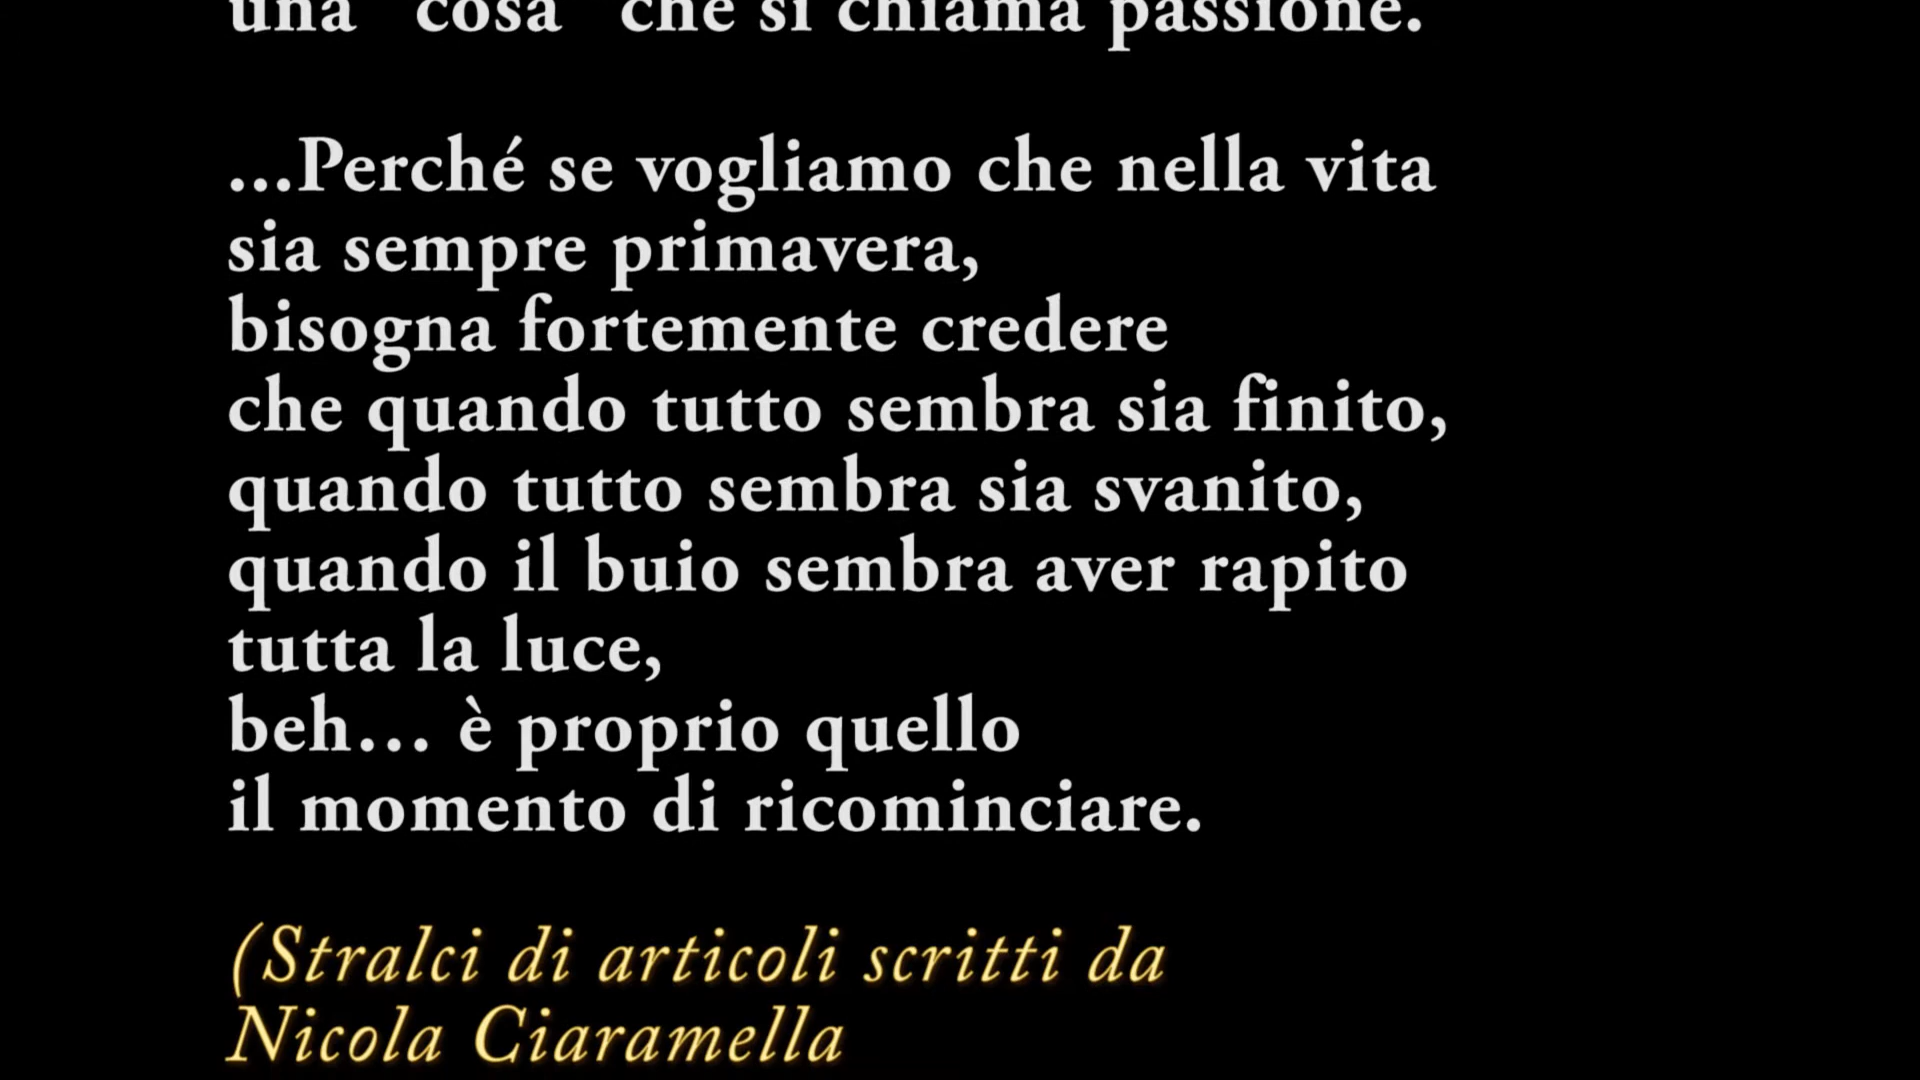 una "cosa" che si chiama passione.
...Perché se vogliamo che nella vita
sia sempre primavera,
bisogna fortemente credere
che quando tutto sembra sia finito,
quando tutto sembra sia svanito,
quando il buio sembra aver rapito
tutta la luce,
beh... è proprio quello
il momento di ricominciare.
(Stralci di articoli scritti da
Nicola Ciaramella